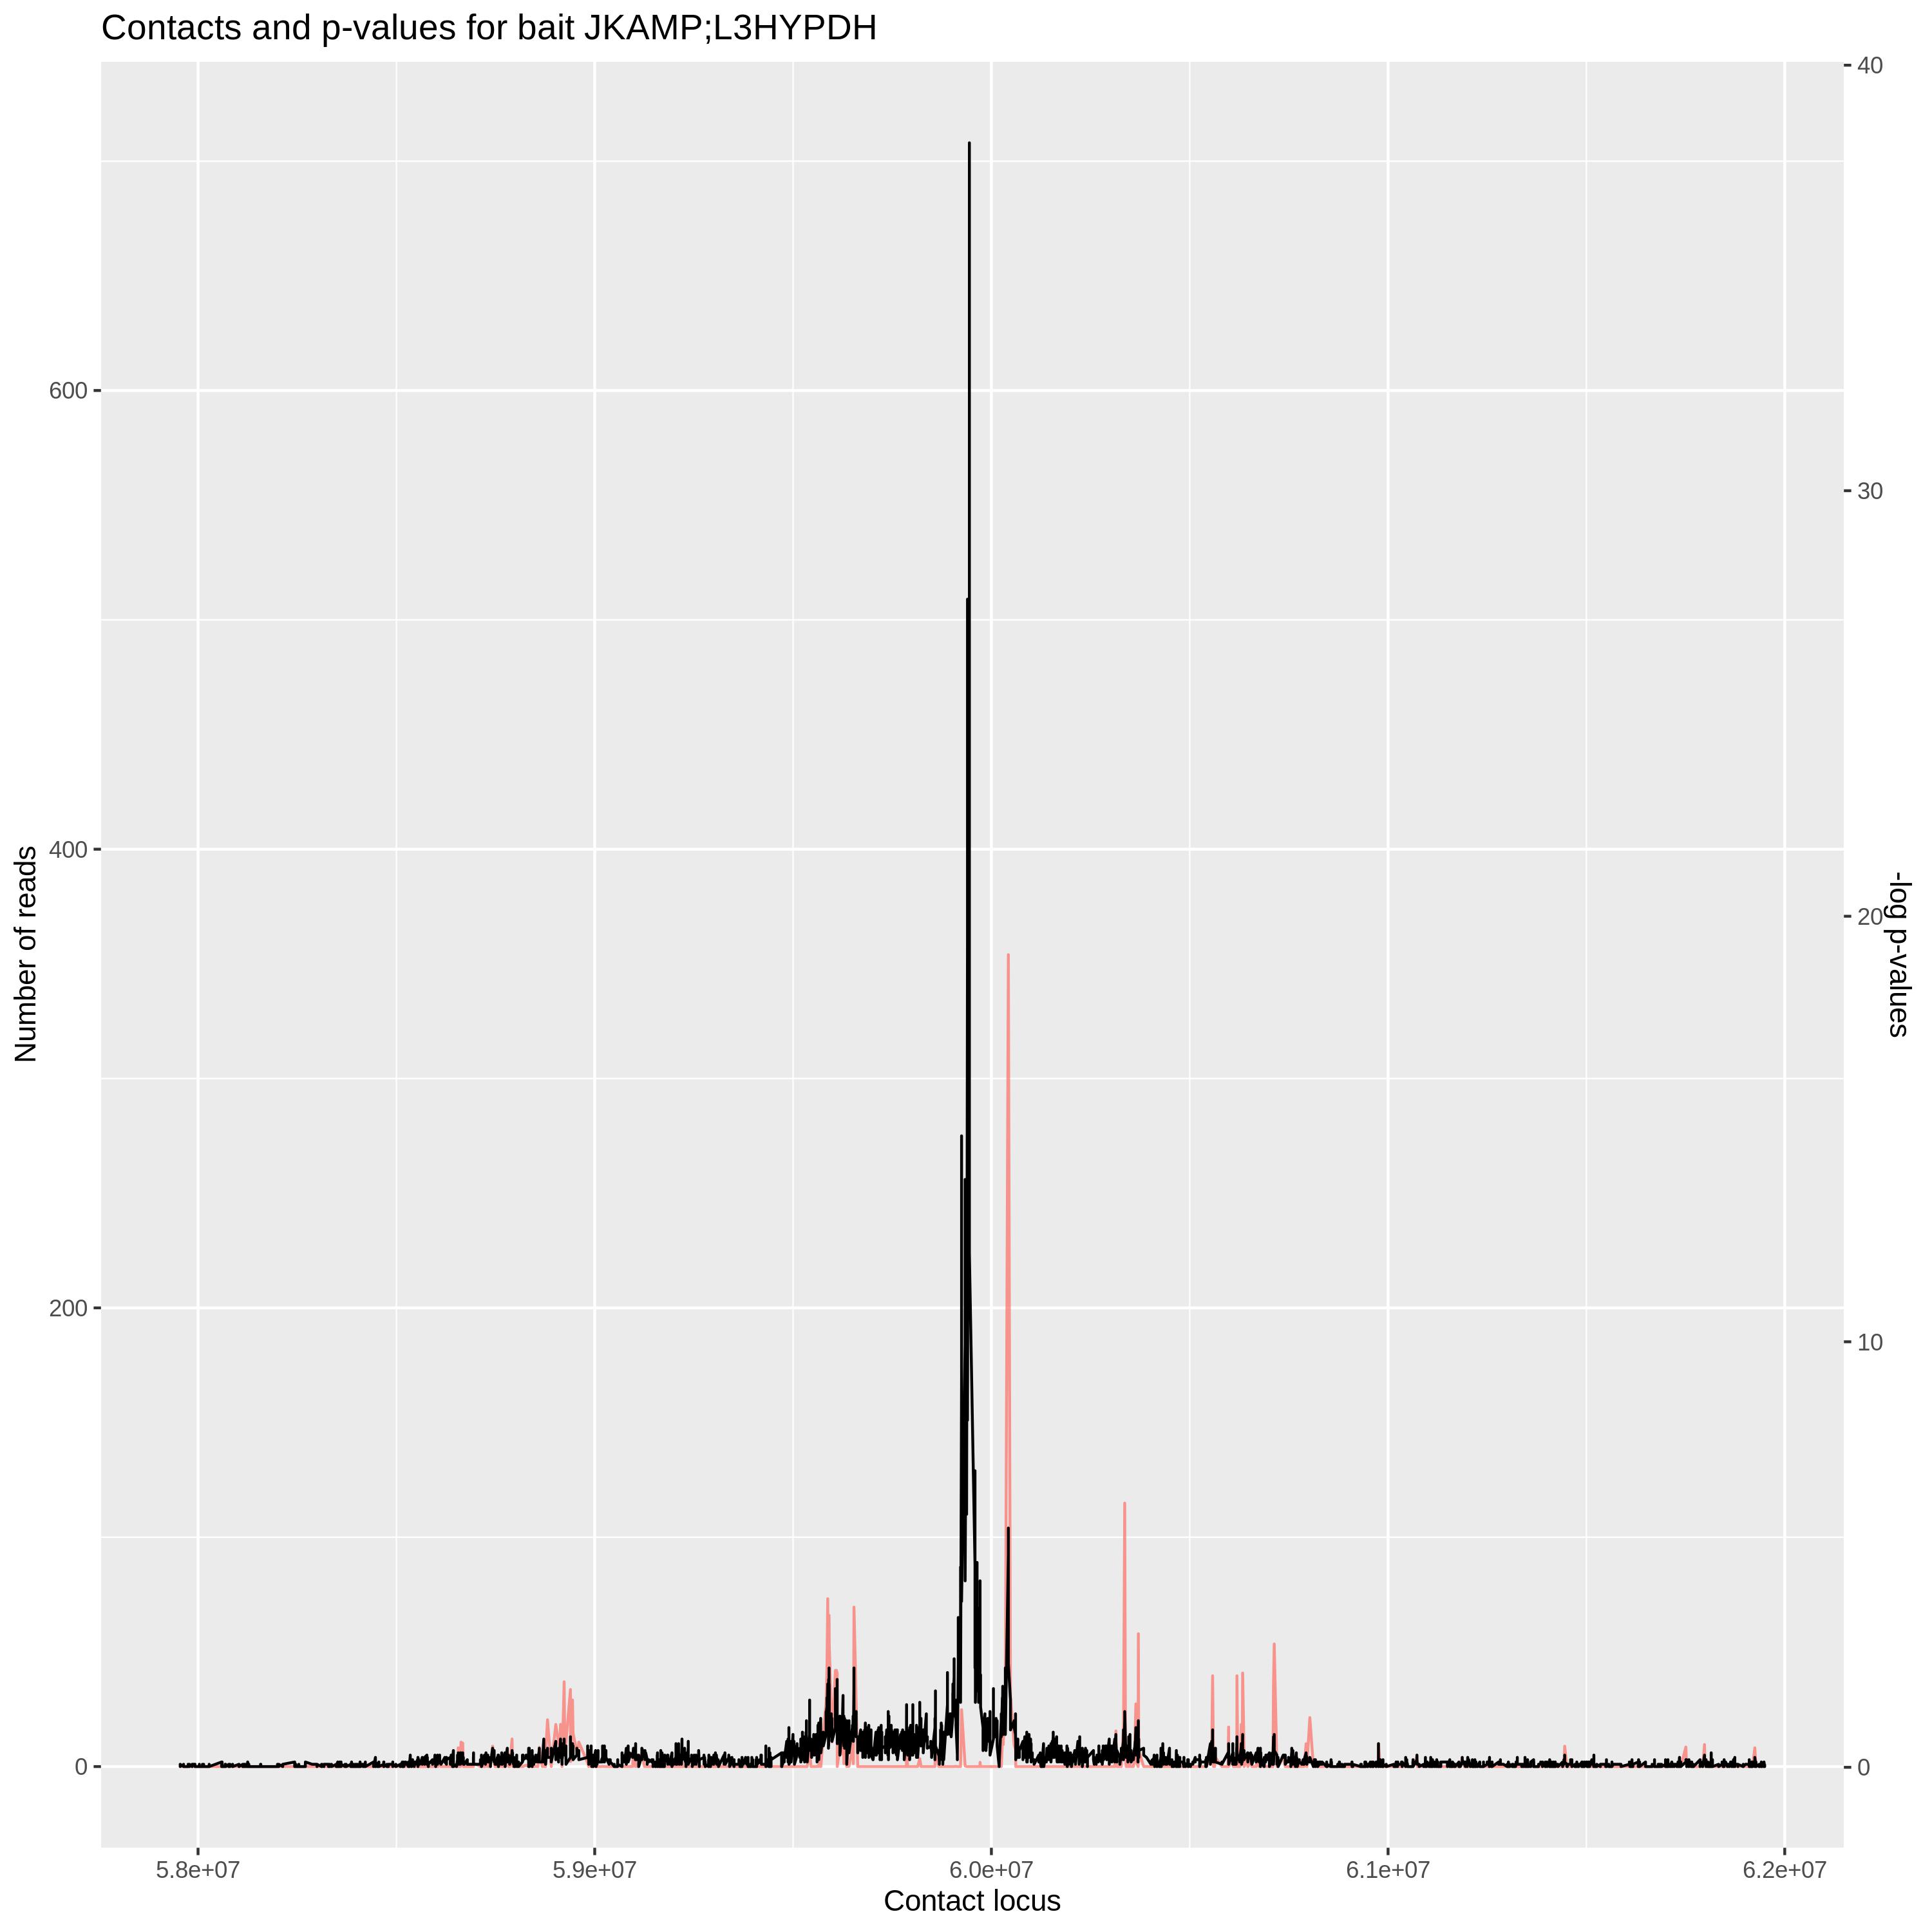 Contacts and p-values for bait JKAMP;L3HYPDH
40
600
30
Number of reads
400
20
-log p-values
200
10
0
0
5.8e+07
5.9e+07
6.0e+07
6.1e+07
6.2e+07
Contact locus